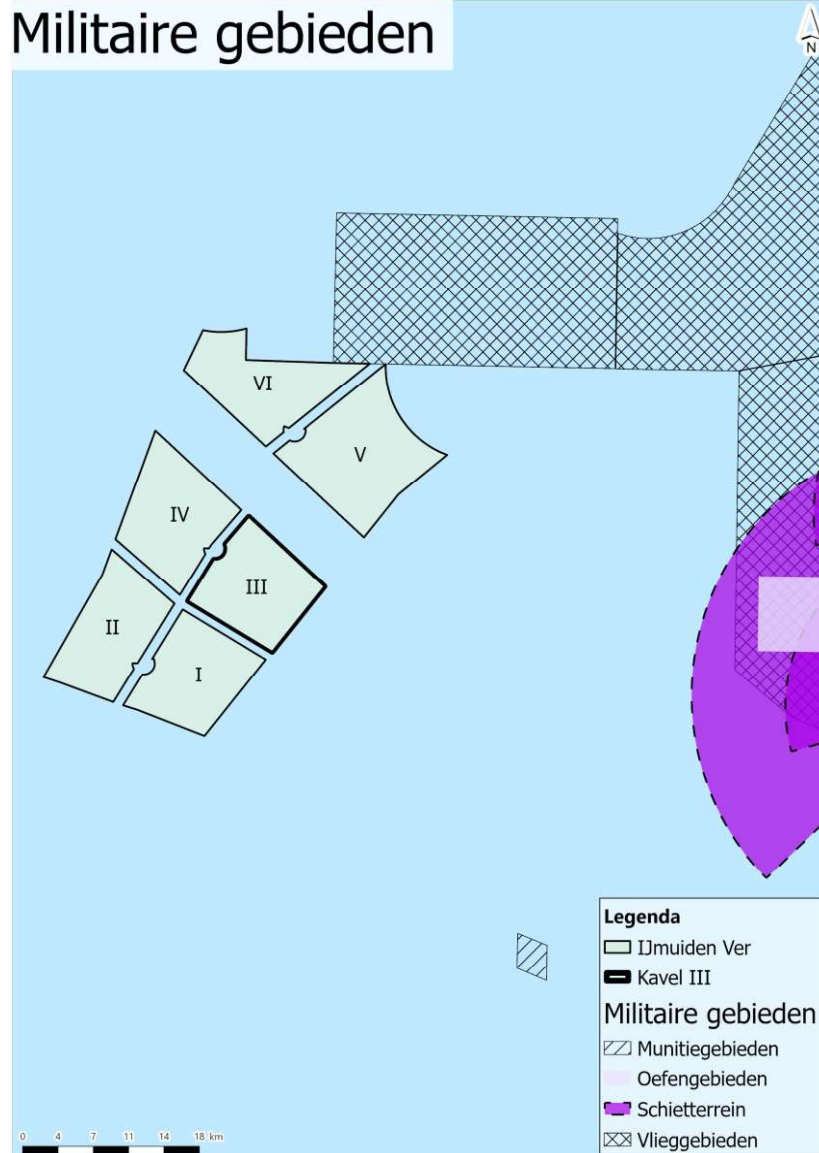 Militaire gebieden
N
VI
V
IV
III
II
I
Legenda
IJmuiden Ver
Kavel III
Militaire gebieden
Munitiegebieden
Oefengebieden
Schietterrein
Vlieggebieden
0 4 7 11 14 18 km